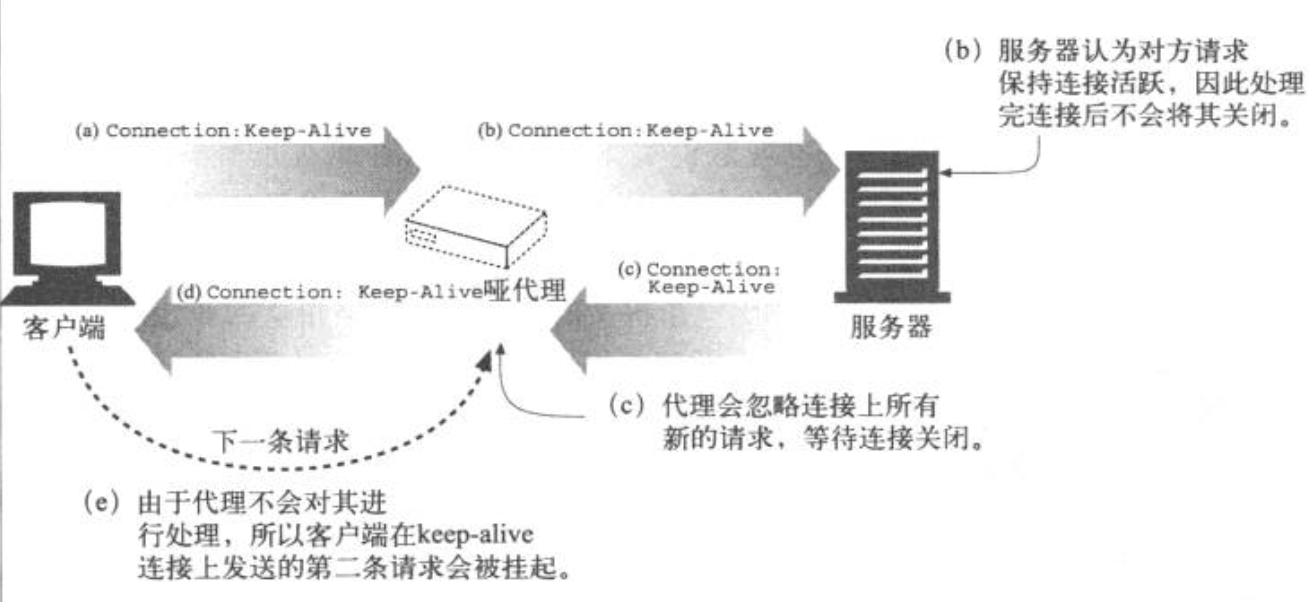 (b) 服务器认为对方请求
保持连接活跃，因此处理
完连接后不会将其关闭。
(a) Connection:Keep-Alive
(b) Connection:Keep-Alive
(c) Connection:
Keep-Alive
(d) Connection: Keep-Alive
哑代理
客户端
服务器
(c) 代理会忽略连接上所有
新的请求，等待连接关闭。
下一条请求
(e) 由于代理不会对其进
行处理，所以客户端在keep-alive
连接上发送的第二条请求会被挂起。